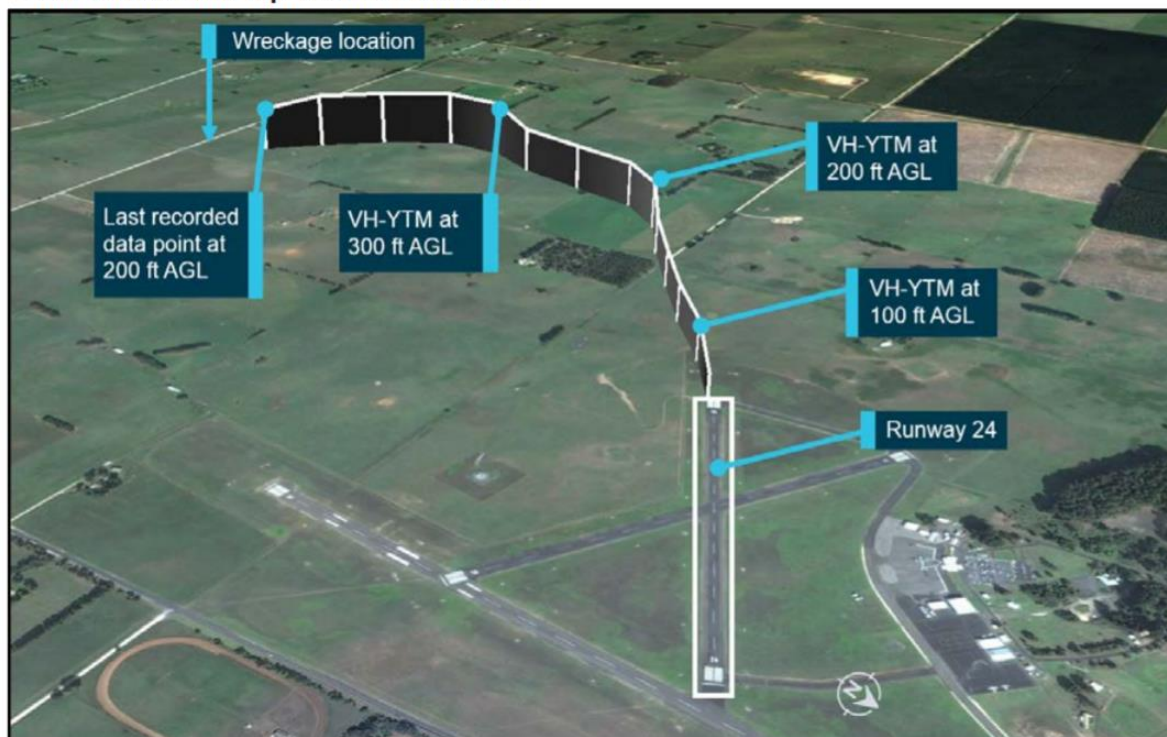 Wreckage location
VH-YTM at
200 ft AGL
Last recorded
data point at
200 ft AGL
VH-YTM at
300 ft AGL
VH-YTM at
100 ft AGL
Runway 24
24
N